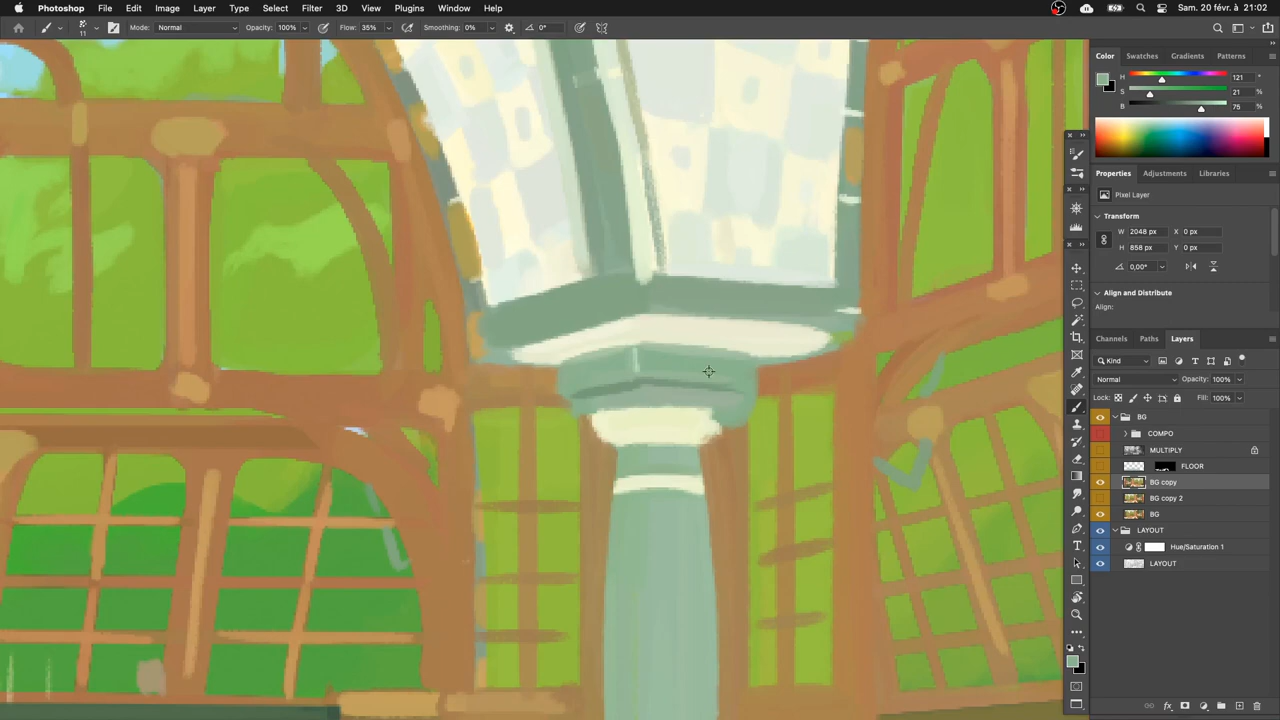 Photoshop File Edit Image Layer Type Select Filter 3D View Plugins Window Help Sam. 20 févr. à 21:02
11 Mode: Normal Opacity: 100% Flow: 35% Smoothing: 0% 0°
Color Swatches Gradients Patterns
H 121 °
S 21 %
B 75 %
Properties Adjustments Libraries
Pixel Layer
Transform
W 2048 px X 0 px
H 858 px Y 0 px
0,00°
Align and Distribute
Align:
Channels Paths Layers
Kind
Normal Opacity: 100%
Lock: Fill: 100%
BG
COMPO
MULTIPLY
FLOOR
BG copy
BG copy 2
BG
LAYOUT
Hue/Saturation 1
LAYOUT
fx